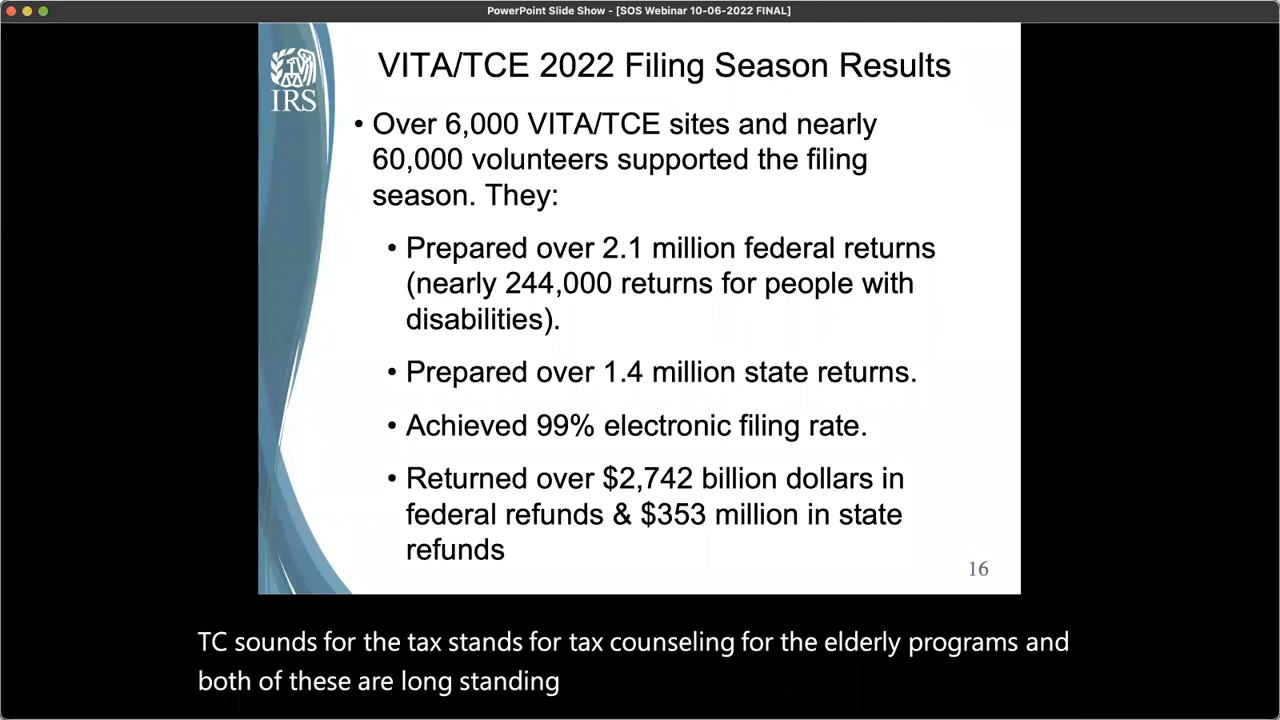 PowerPoint Slide Show - [SOS Webinar 10-06-2022 FINAL]
IRS
VITA/TCE 2022 Filing Season Results
• Over 6,000 VITA/TCE sites and nearly
60,000 volunteers supported the filing
season. They:
• Prepared over 2.1 million federal returns
(nearly 244,000 returns for people with
disabilities).
• Prepared over 1.4 million state returns.
• Achieved 99% electronic filing rate.
• Returned over $2,742 billion dollars in
federal refunds & $353 million in state
refunds
16
TC sounds for the tax stands for tax counseling for the elderly programs and
both of these are long standing